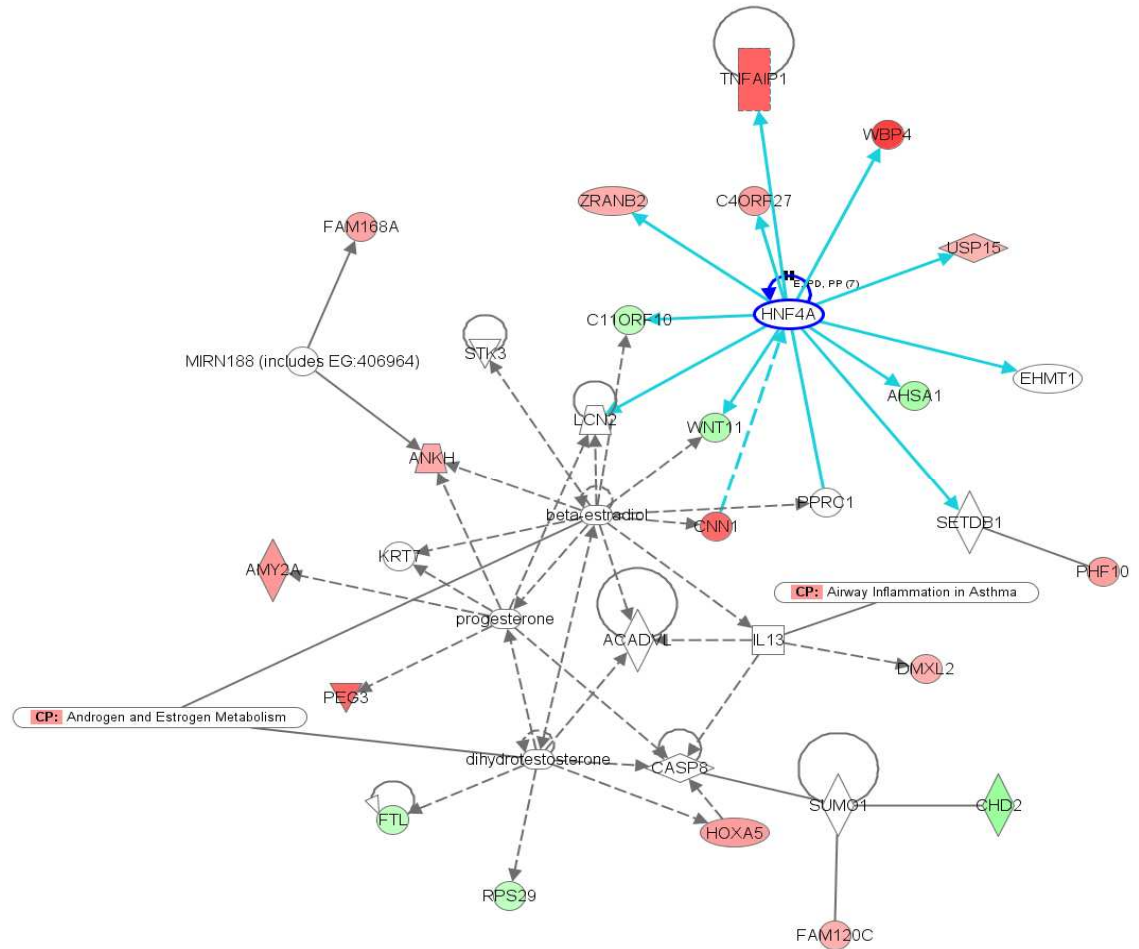 TNFAIP1
WBP4
ZRANB2
C4ORF27
FAM168A
USP15
E, PD, PP (7)
HNF4A
C11ORF10
STK3
MIRN188 (includes EG:406964)
EHMT1
AHSA1
LCN2
WNT11
ANKH
PPRC1
beta-estradiol
CNN1
SETDB1
KRT7
AMY2A
PHF10
CP: Airway Inflammation in Asthma
progesterone
ACADVL
IL13
DMXL2
PEG3
CP: Androgen and Estrogen Metabolism
dihydrotestosterone
CASP8
SUMO1
CHD2
FTL
HOXA5
RPS29
FAM120C